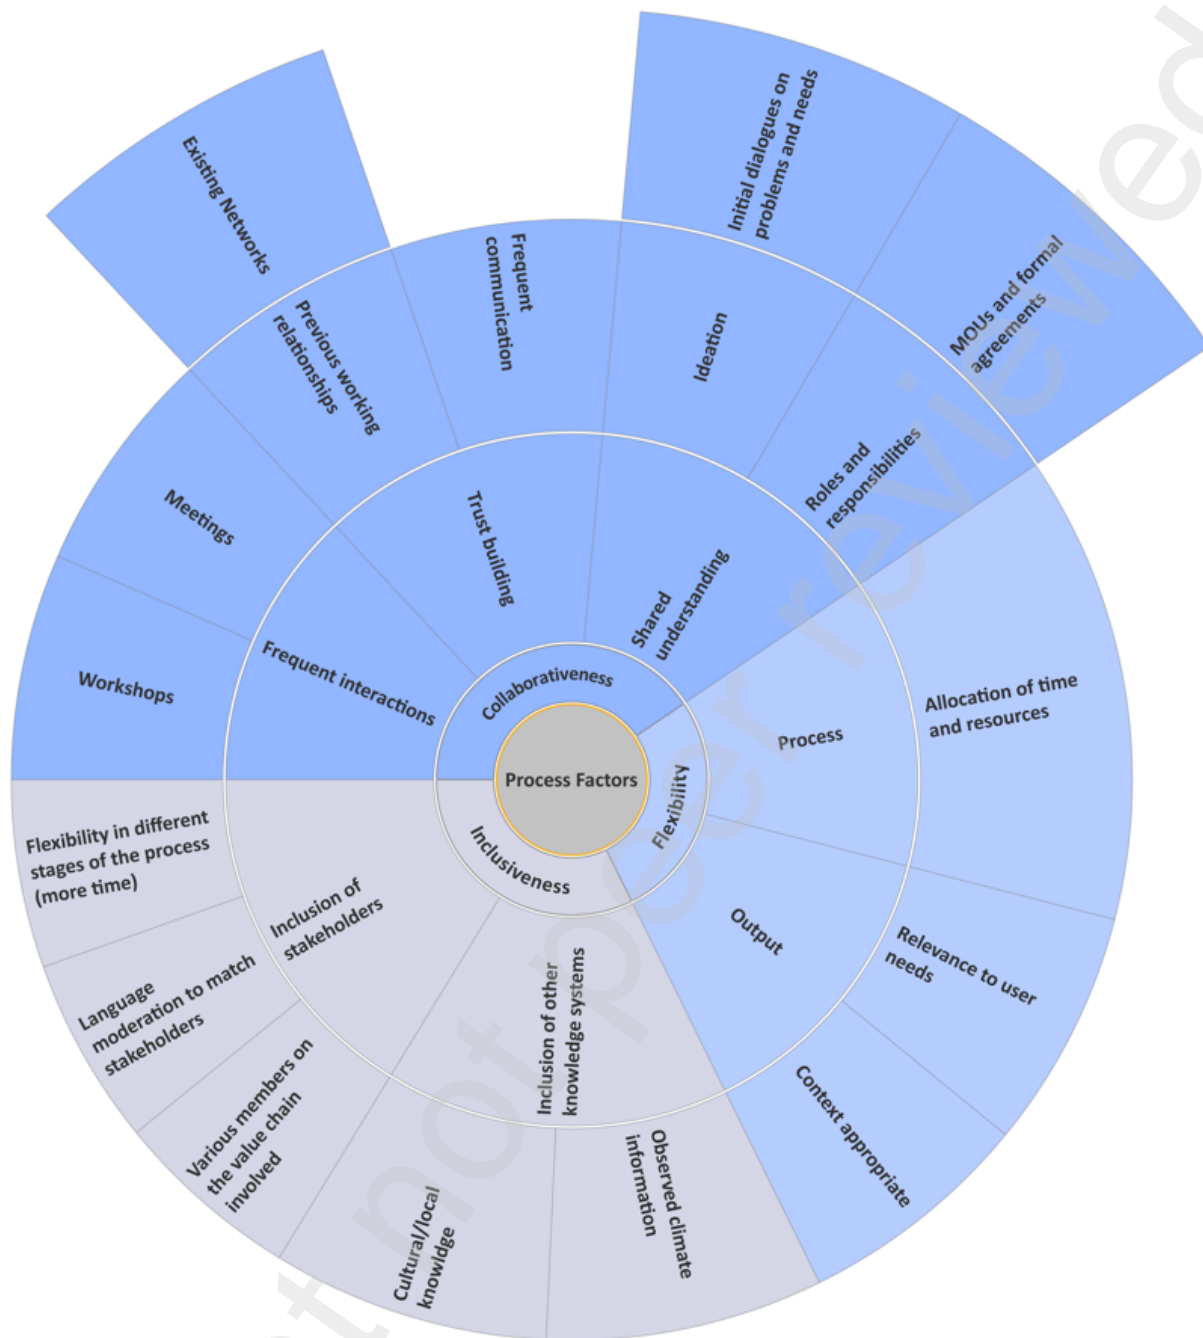 Existing Networks
Initial dialogues on
problems and needs
MOUs and formal
agreements
Previous working
relationships
Frequent
communication
Ideation
Roles and
responsibilities
Meetings
Workshops
Frequent interactions
Trust building
Shared
understanding
Collaborativeness
Process Factors
Flexibility
Inclusiveness
Process
Allocation of time
and resources
Output
Relevance to user
needs
Context appropriate
Inclusion of
stakeholders
Flexibility in different
stages of the process
(more time)
Language
moderation to match
stakeholders
Various members on
the value chain
involved
Inclusion of other
knowledge systems
Cultural/local
knowldge
Observed climate
information
not peer reviewed